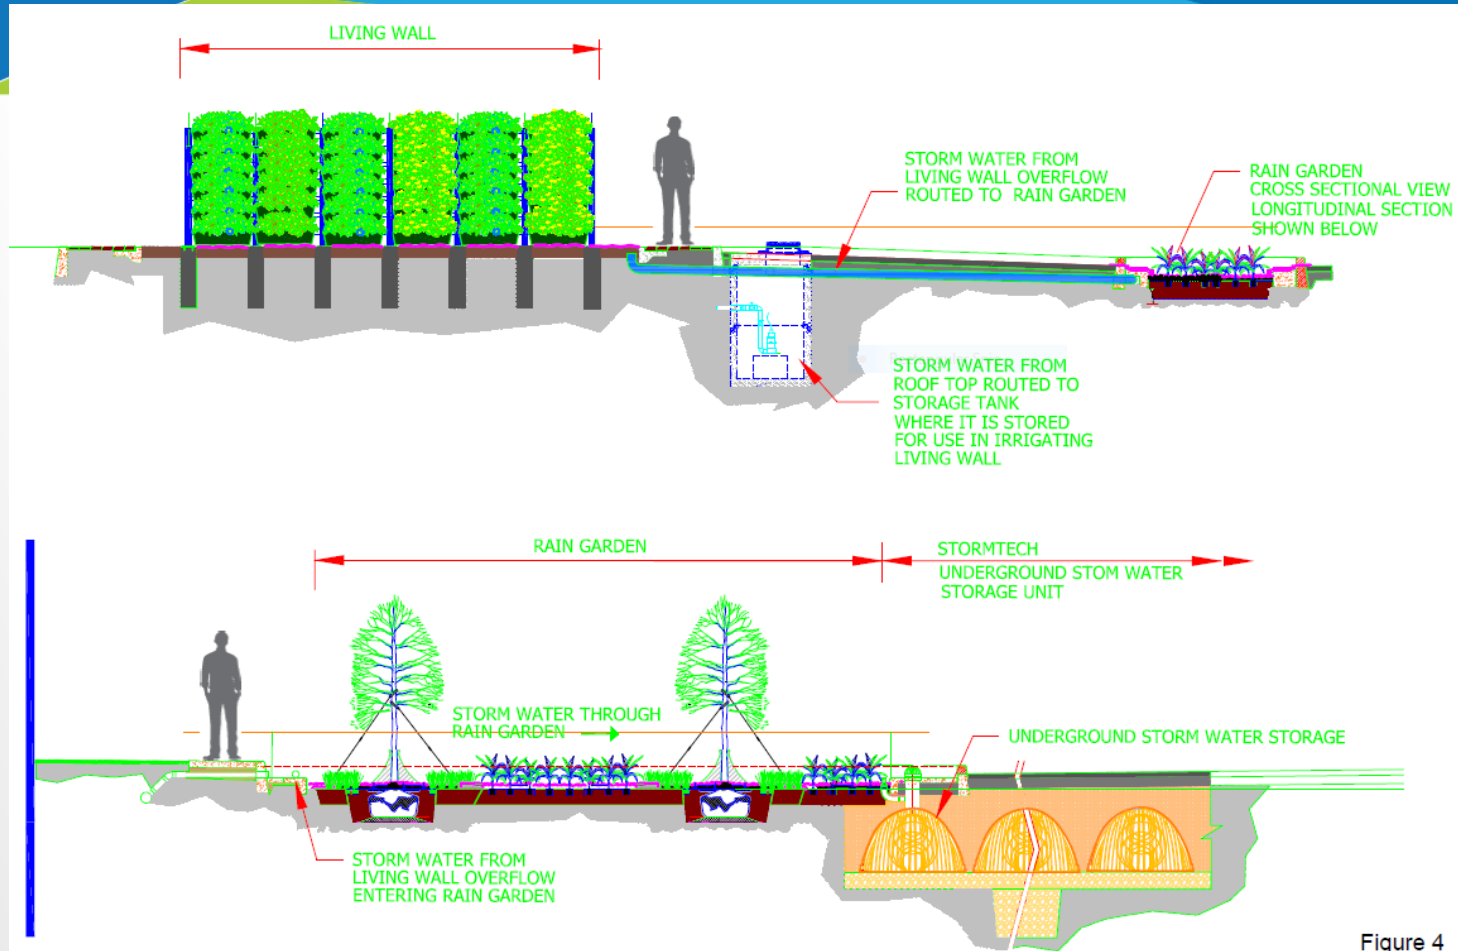 LIVING WALL
STORM WATER FROM
LIVING WALL OVERFLOW
ROUTED TO RAIN GARDEN
RAIN GARDEN
CROSS SECTIONAL VIEW
LONGITUDINAL SECTION
SHOWN BELOW
STORM WATER FROM
ROOF TOP ROUTED TO
STORAGE TANK
WHERE IT IS STORED
FOR USE IN IRRIGATING
LIVING WALL
RAIN GARDEN
STORMTECH
UNDERGROUND STOM WATER
STORAGE UNIT
STORM WATER THROUGH
RAIN GARDEN
UNDERGROUND STORM WATER STORAGE
STORM WATER FROM
LIVING WALL OVERFLOW
ENTERING RAIN GARDEN
Figure 4